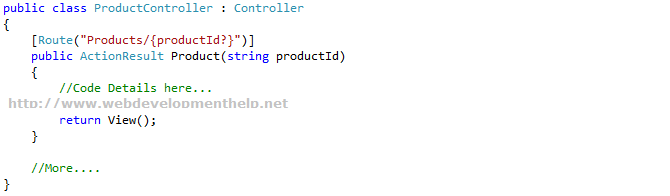 public class ProductController : Controller
{
[Route("Products/{productId?}")]
public ActionResult Product(string productId)
{
//Code Details here...
http://www.webdevelopmenthelp.net
return View();
}
//More....
}